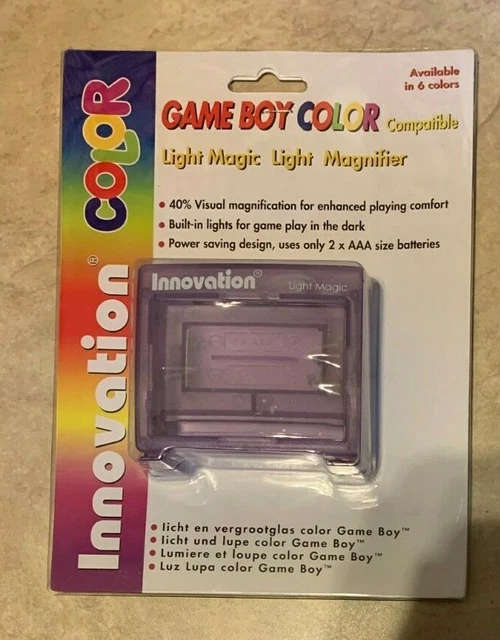 Available
in 6 colors
GAME BOY COLOR Compatible
Light Magic Light Magnifier
• 40% Visual magnification for enhanced playing comfort
• Built-in lights for game play in the dark
• Power saving design, uses only 2 x AAA size batteries
Innovation® COLOR
Innovation™ Light Magic
• licht en vergrootglas color Game Boy™
• licht und lupe color Game Boy™
• Lumiere et loupe color Game Boy™
• Luz Lupa color Game Boy™